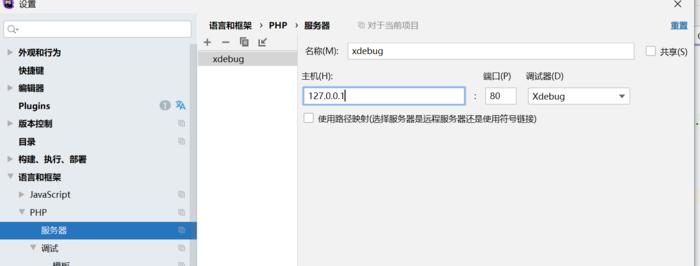 设置
语言和框架 › PHP › 服务器 对于当前项目 重置
外观和行为
快捷键
编辑器
Plugins 1
版本控制
目录
构建、执行、部署
语言和框架
JavaScript
PHP
服务器
调试
xdebug
名称(M): xdebug 共享(S)
主机(H): 端口(P) 调试器(D)
127.0.0.1 : 80 Xdebug
使用路径映射(选择服务器是远程服务器还是使用符号链接)